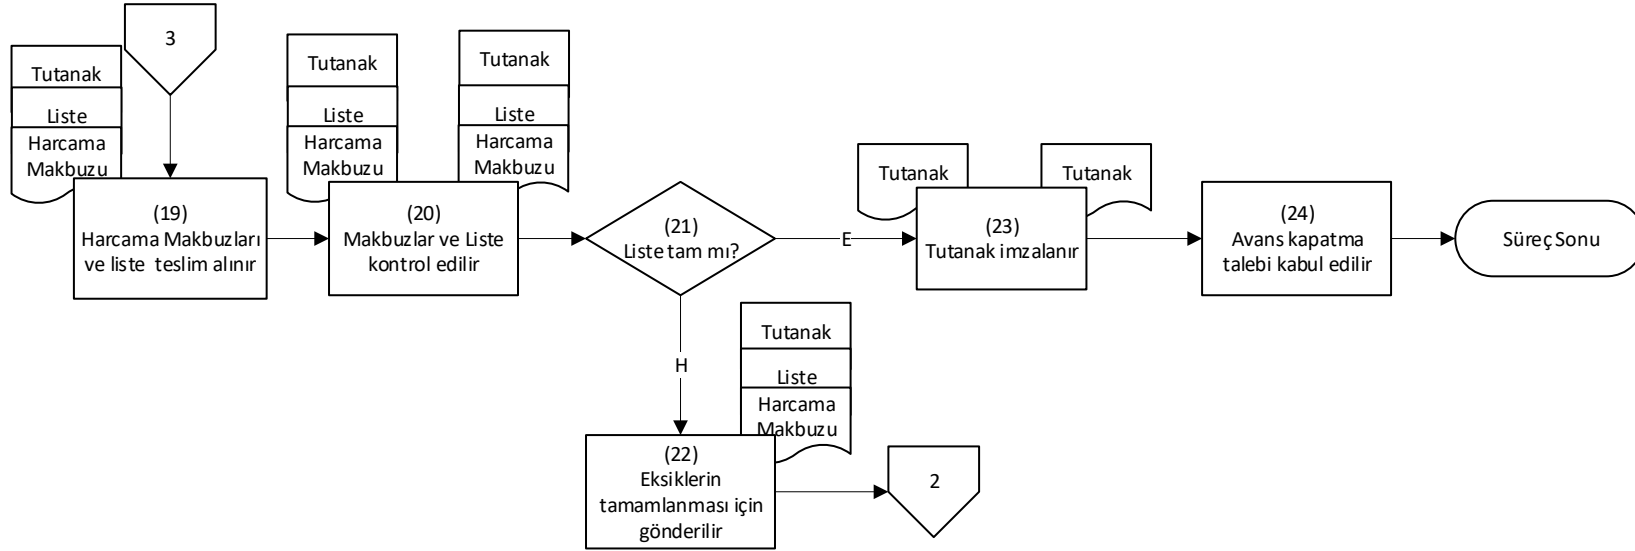 3
Tutanak
Liste
Harcama
Makbuzu
(19)
Harcama Makbuzları
ve liste teslim alınır
Tutanak
Liste
Harcama
Makbuzu
Tutanak
Liste
Harcama
Makbuzu
(20)
Makbuzlar ve Liste
kontrol edilir
(21)
Liste tam mı?
E
H
Tutanak
Tutanak
(23)
Tutanak imzalanır
(24)
Avans kapatma
talebi kabul edilir
Süreç Sonu
Tutanak
Liste
Harcama
Makbuzu
(22)
Eksiklerin
tamamlanması için
gönderilir
2